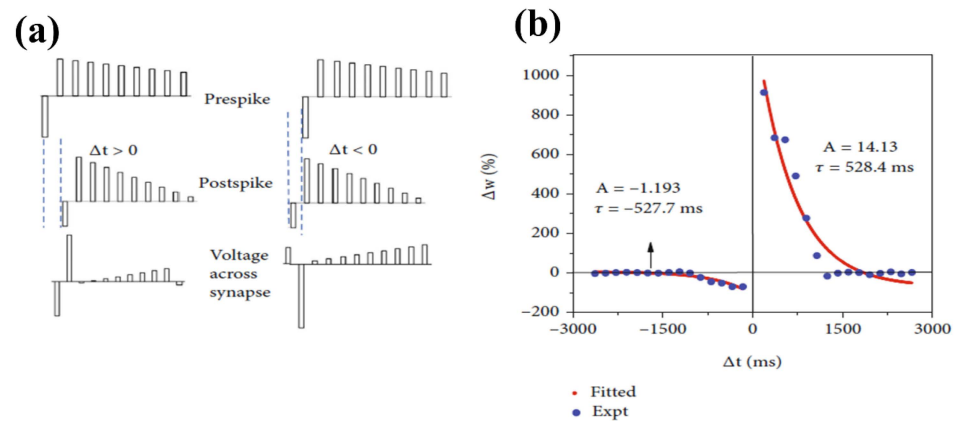 (a)
Prespike
Δt > 0
Δt < 0
Postspike
Voltage
across
synapse
(b)
1000
800
600
400
200
0
−200
Δw (%)
A = 14.13
τ = 528.4 ms
A = −1.193
τ = −527.7 ms
−3000
−1500
0
1500
3000
Δt (ms)
Fitted
Expt